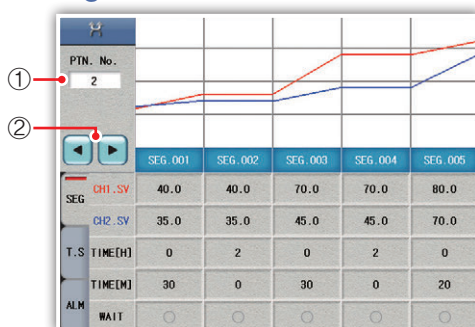 PTN. No.
① 2
②
SEG.001 SEG.002 SEG.003 SEG.004 SEG.005
SEG CH1.SV 40.0 40.0 70.0 70.0 80.0
CH2.SV 35.0 35.0 45.0 45.0 70.0
T.S TIME[H] 0 2 0 2 0
TIME[M] 30 0 30 0 20
ALM WAIT